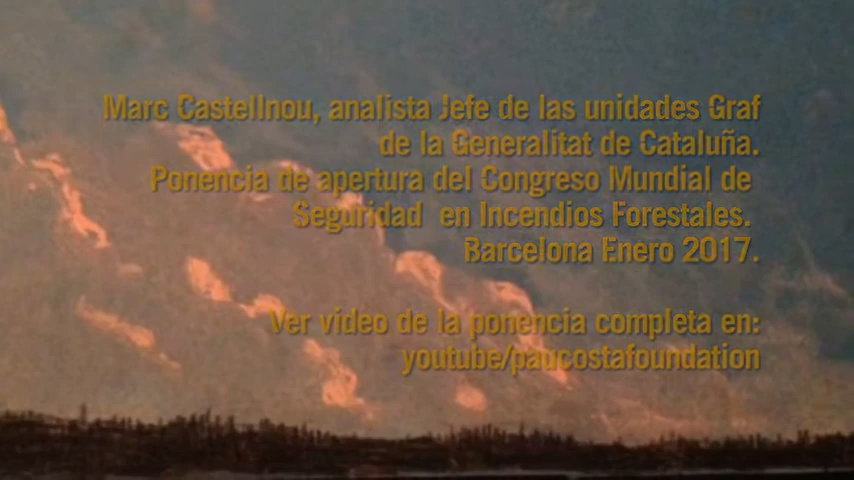 Marc Castellnou, analista Jefe de las unidades Graf
de la Generalitat de Cataluña.
Ponencia de apertura del Congreso Mundial de
Seguridad en Incendios Forestales.
Barcelona Enero 2017.
Ver video de la ponencia completa en:
youtube/paucostafoundation